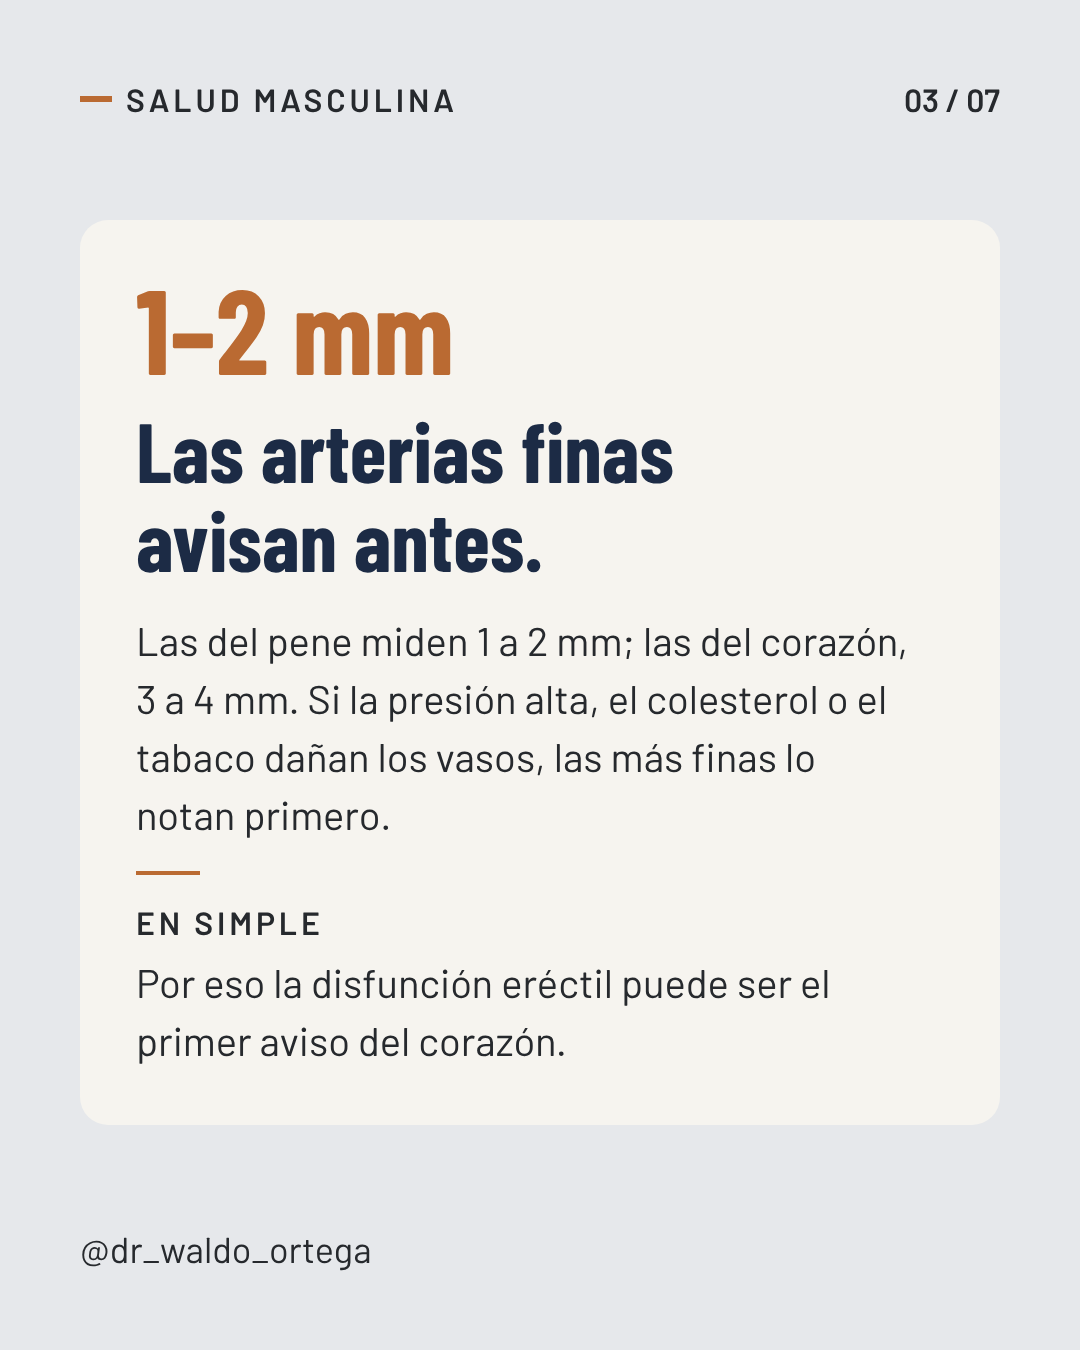 SALUD MASCULINA
03 / 07
1–2 mm
Las arterias finas
avisan antes.
Las del pene miden 1 a 2 mm; las del corazón,
3 a 4 mm. Si la presión alta, el colesterol o el
tabaco dañan los vasos, las más finas lo
notan primero.
EN SIMPLE
Por eso la disfunción eréctil puede ser el
primer aviso del corazón.
@dr_waldo_ortega